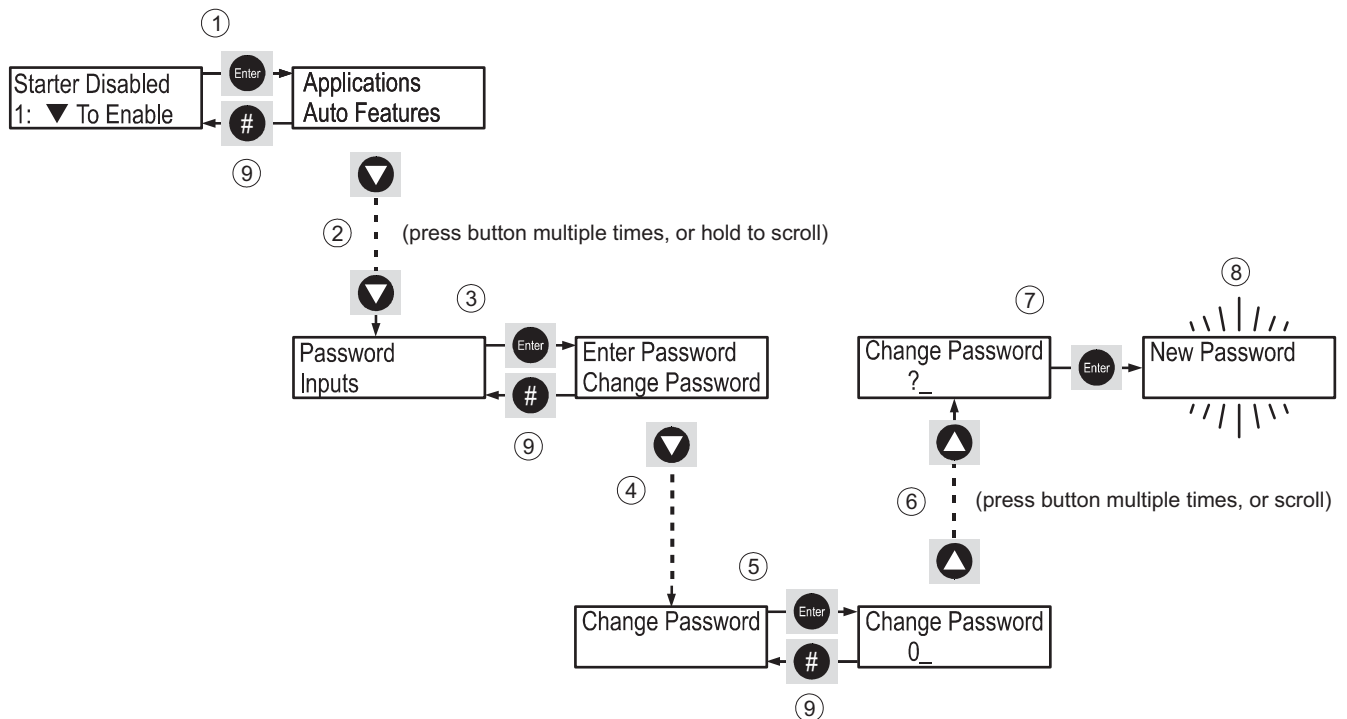 ①
Starter Disabled
1: ▼ To Enable
Enter
#
Applications
Auto Features
⑨
②
(press button multiple times, or hold to scroll)
③
Password
Inputs
Enter
#
Enter Password
Change Password
⑨
④
⑤
Change Password
Enter
#
Change Password
0_
⑨
⑥
(press button multiple times, or scroll)
⑦
Change Password
?_
Enter
⑧
New Password